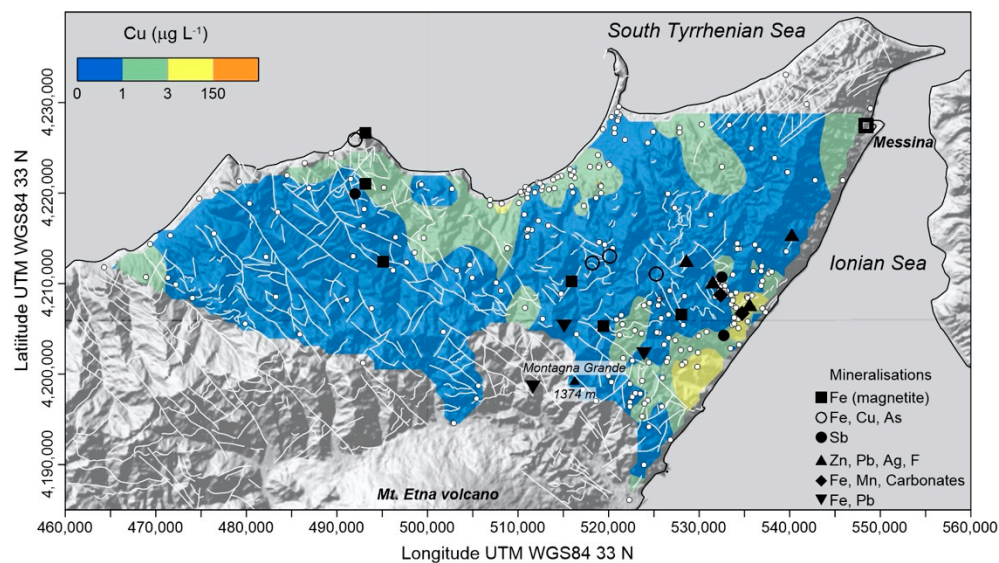 Cu (µg L⁻¹)
0 1 3 150
South Tyrrhenian Sea
Messina
Ionian Sea
Montagna Grande
1374 m
Mt. Etna volcano
Mineralisations
Fe (magnetite)
Fe, Cu, As
Sb
Zn, Pb, Ag, F
Fe, Mn, Carbonates
Fe, Pb
Latiitude UTM WGS84 33 N
4,230,000
4,220,000
4,210,000
4,200,000
4,190,000
460,000 470,000 480,000 490,000 500,000 510,000 520,000 530,000 540,000 550,000 560,000
Longitude UTM WGS84 33 N